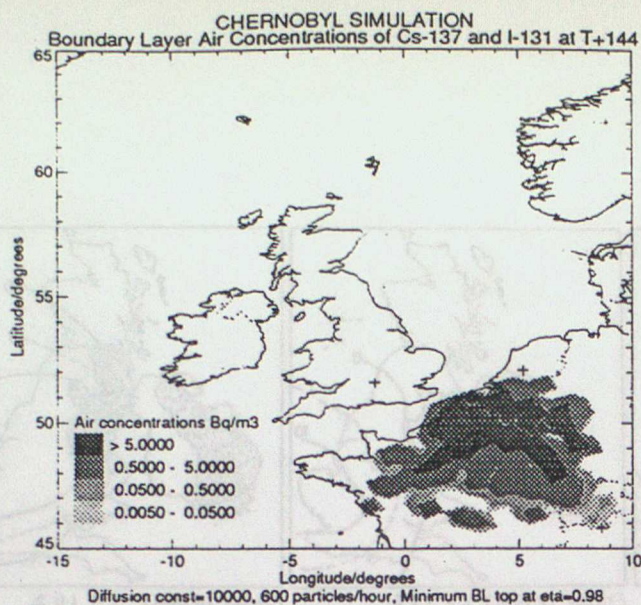 CHERNOBYL SIMULATION
Boundary Layer Air Concentrations of Cs-137 and I-131 at T+144
65
60
55
50
45
Latitude/degrees
Air concentrations Bq/m3
> 5.0000
0.5000 - 5.0000
0.0500 - 0.5000
0.0050 - 0.0500
-15 -10 -5 0 5 10
Longitude/degrees
Diffusion const=10000, 600 particles/hour, Minimum BL top at eta=0.98